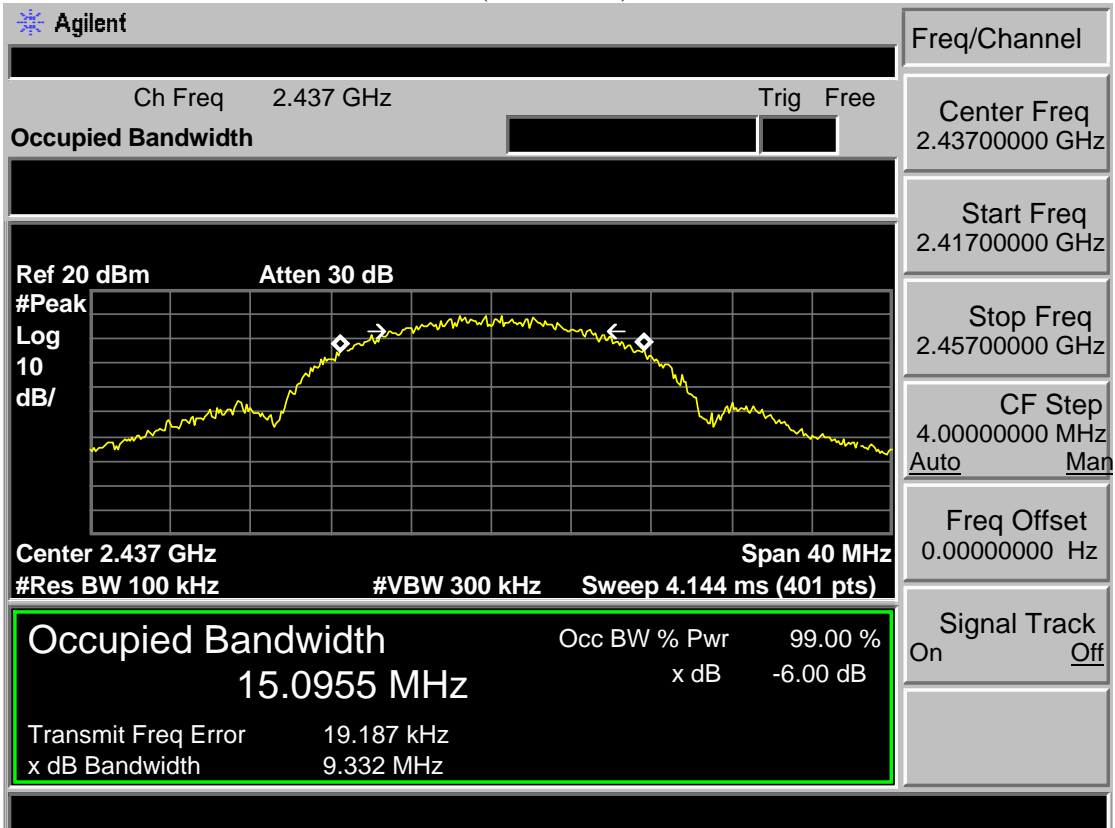 Agilent
Freq/Channel
Ch Freq 2.437 GHz Trig Free
Occupied Bandwidth
Center Freq
2.43700000 GHz
Start Freq
2.41700000 GHz
Ref 20 dBm Atten 30 dB
#Peak
Log
10
dB/
Stop Freq
2.45700000 GHz
CF Step
4.00000000 MHz
Auto Man
Freq Offset
0.00000000 Hz
Center 2.437 GHz Span 40 MHz
#Res BW 100 kHz #VBW 300 kHz Sweep 4.144 ms (401 pts)
Signal Track
On Off
Occupied Bandwidth Occ BW % Pwr 99.00 %
15.0955 MHz x dB -6.00 dB
Transmit Freq Error 19.187 kHz
x dB Bandwidth 9.332 MHz